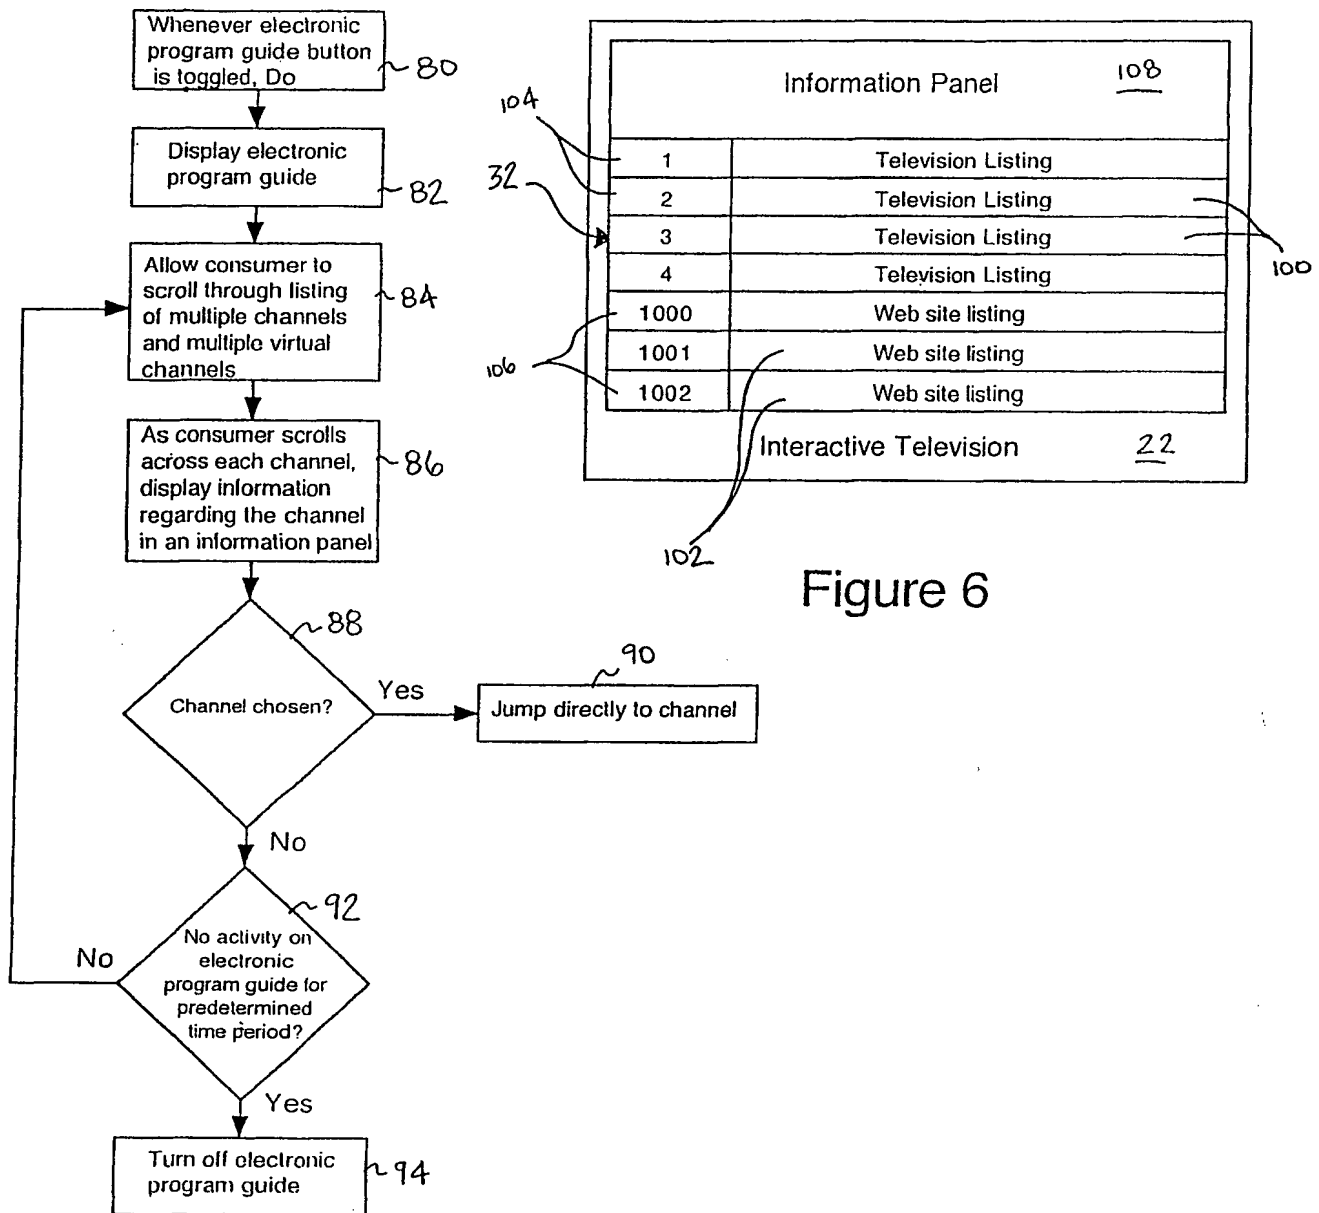 Whenever electronic
program guide button
is toggled, Do
80
Display electronic
program guide
82
Allow consumer to
scroll through listing
of multiple channels
and multiple virtual
channels
84
As consumer scrolls
across each channel,
display information
regarding the channel
in an information panel
86
88
Channel chosen?
Yes
90
Jump directly to channel
No
92
No activity on
electronic
program guide for
predetermined
time period?
No
Yes
Turn off electronic
program guide
94
Information Panel 108
104
32
1 Television Listing
2 Television Listing
3 Television Listing
4 Television Listing
100
1000 Web site listing
1001 Web site listing
1002 Web site listing
106
Interactive Television 22
102
Figure 6